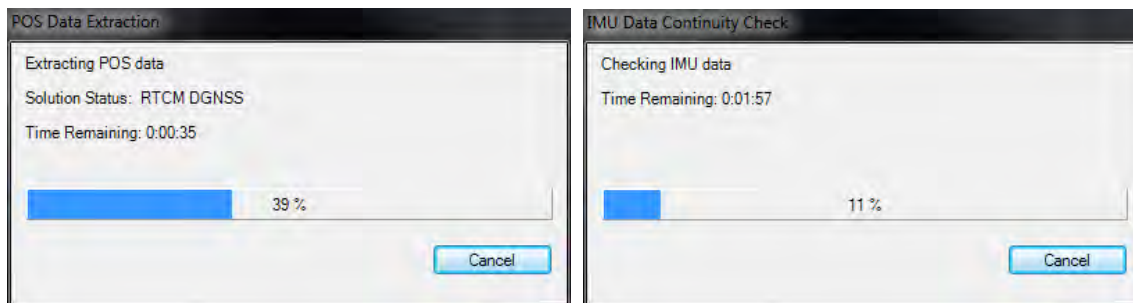 POS Data Extraction
Extracting POS data
Solution Status: RTCM DGNSS
Time Remaining: 0:00:35
39 %
Cancel
IMU Data Continuity Check
Checking IMU data
Time Remaining: 0:01:57
11 %
Cancel